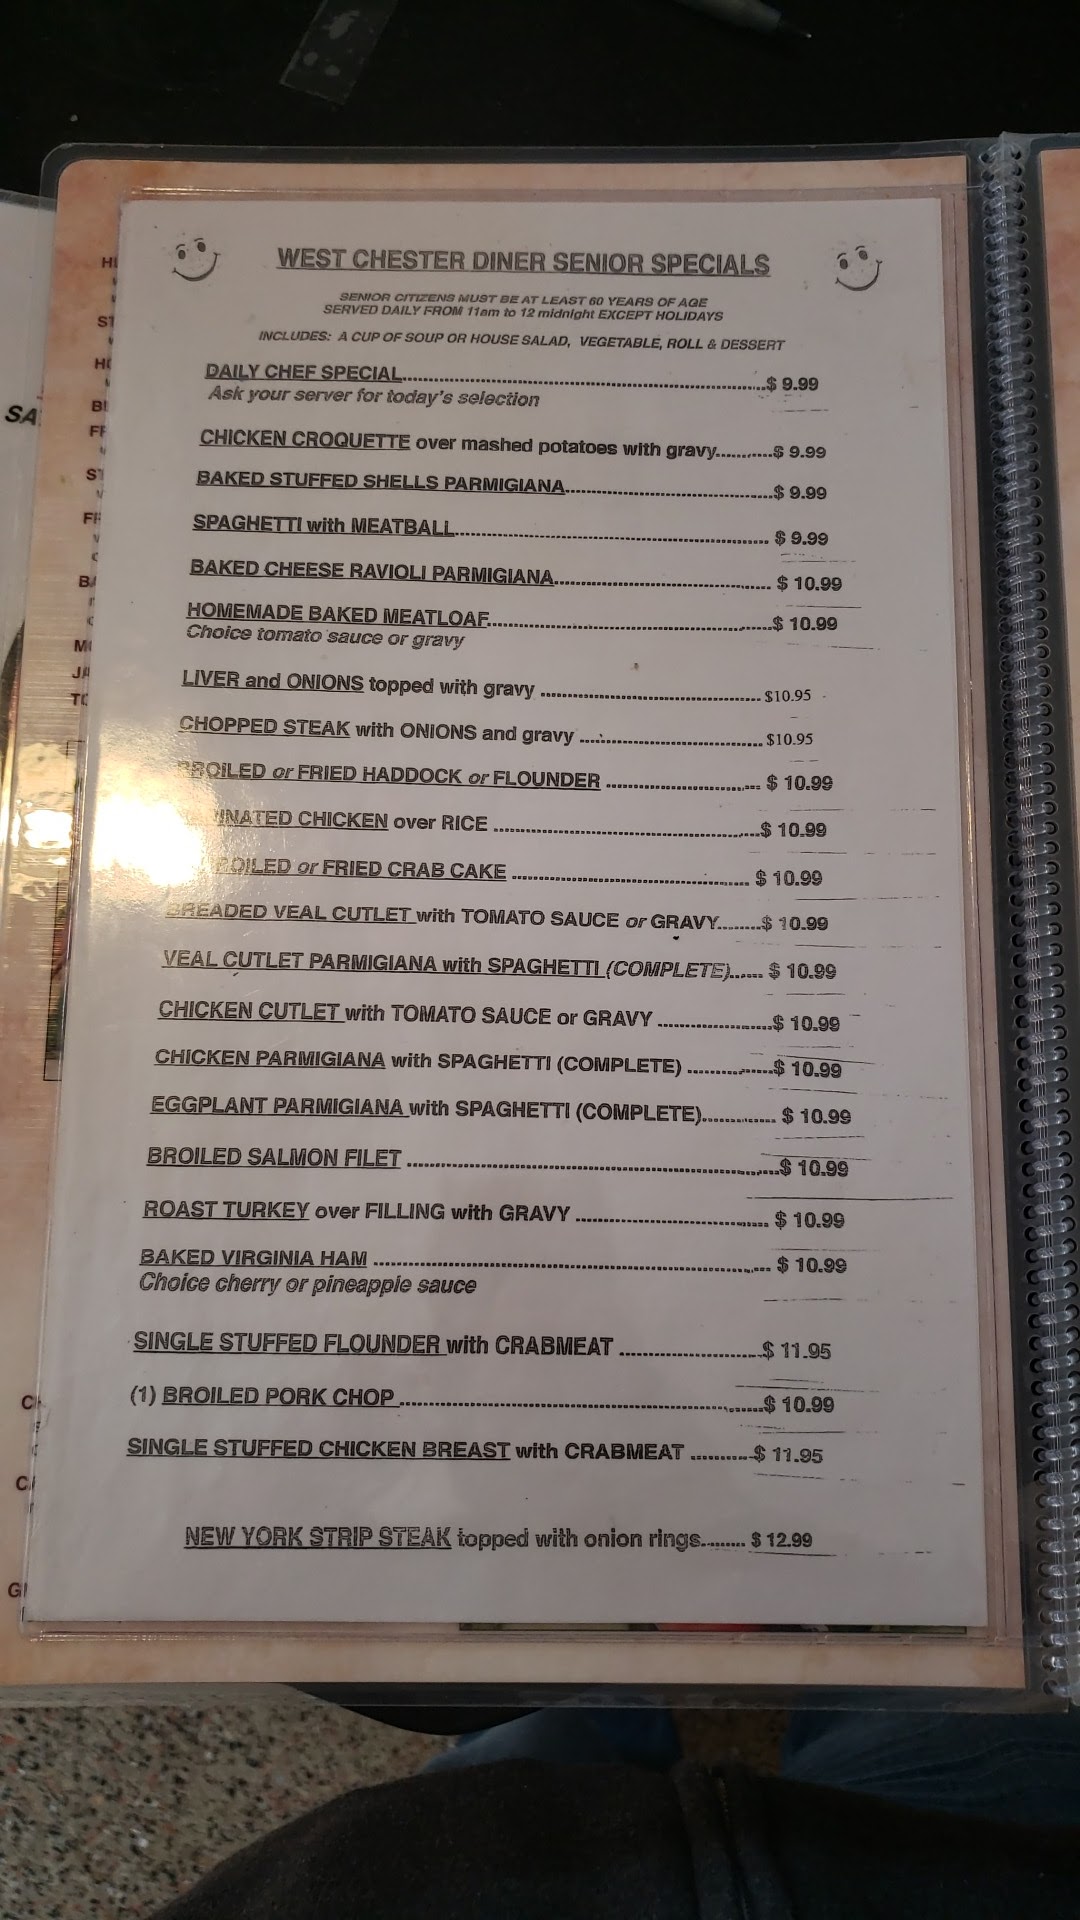 WEST CHESTER DINER SENIOR SPECIALS
SENIOR CITIZENS MUST BE AT LEAST 60 YEARS OF AGE
SERVED DAILY FROM 11am to 12 midnight EXCEPT HOLIDAYS
INCLUDES: A CUP OF SOUP OR HOUSE SALAD, VEGETABLE, ROLL & DESSERT
DAILY CHEF SPECIAL..........$ 9.99
Ask your server for today's selection
CHICKEN CROQUETTE over mashed potatoes with gravy..........$ 9.99
BAKED STUFFED SHELLS PARMIGIANA..........$ 9.99
SPAGHETTI with MEATBALL.......... $ 9.99
BAKED CHEESE RAVIOLI PARMIGIANA.......... $ 10.99
HOMEMADE BAKED MEATLOAF..........$ 10.99
Choice tomato sauce or gravy
LIVER and ONIONS topped with gravy .......... $10.95
CHOPPED STEAK with ONIONS and gravy .......... $10.95
BROILED or FRIED HADDOCK or FLOUNDER .......... $ 10.99
CHICKEN over RICE ..........$ 10.99
BROILED or FRIED CRAB CAKE .......... $ 10.99
BREADED VEAL CUTLET with TOMATO SAUCE or GRAVY........$ 10.99
VEAL CUTLET PARMIGIANA with SPAGHETTI (COMPLETE)...... $ 10.99
CHICKEN CUTLET with TOMATO SAUCE or GRAVY ..........$ 10.99
CHICKEN PARMIGIANA with SPAGHETTI (COMPLETE) ..........$ 10.99
EGGPLANT PARMIGIANA with SPAGHETTI (COMPLETE).......... $ 10.99
BROILED SALMON FILET ..........$ 10.99
ROAST TURKEY over FILLING with GRAVY .......... $ 10.99
BAKED VIRGINIA HAM .......... $ 10.99
Choice cherry or pineapple sauce
SINGLE STUFFED FLOUNDER with CRABMEAT ..........$ 11.95
(1) BROILED PORK CHOP ..........$ 10.99
SINGLE STUFFED CHICKEN BREAST with CRABMEAT ..........$ 11.95
NEW YORK STRIP STEAK topped with onion rings........ $ 12.99